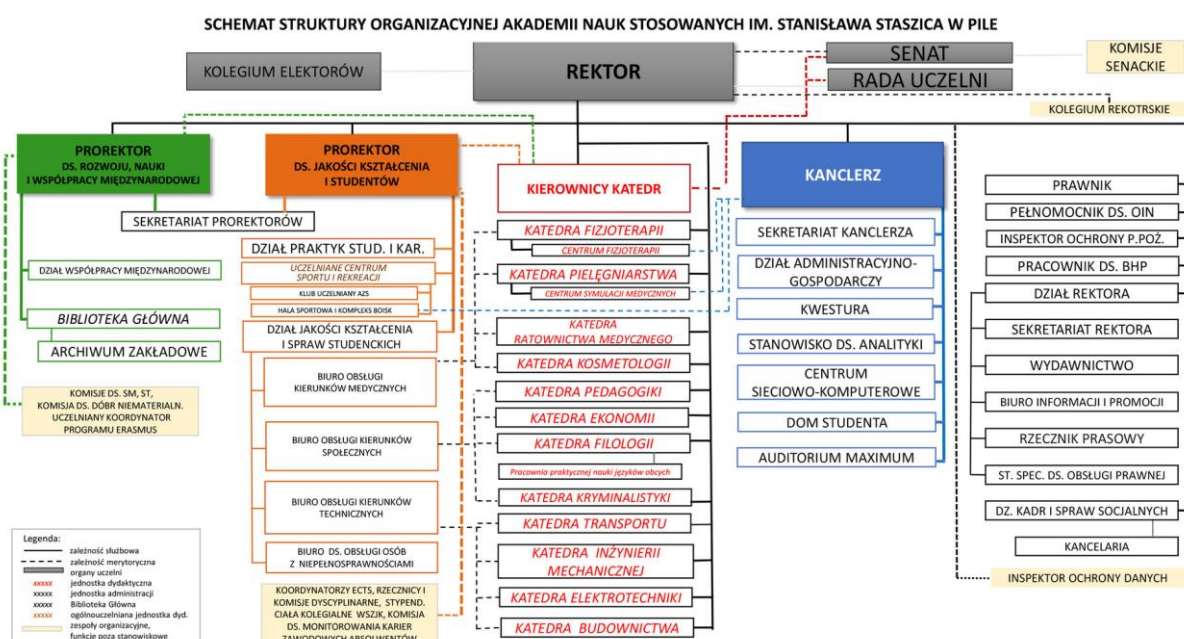 SCHEMAT STRUKTURY ORGANIZACYJNEJ AKADEMII NAUK STOSOWANYCH IM. STANISŁAWA STASZICA W PILE
KOLEGIUM ELEKTORÓW
REKTOR
SENAT
RADA UCZELNI
KOMISJE
SENACKIE
KOLEGIUM REKOTRSKIE
PROREKTOR
DS. ROZWOJU, NAUKI
I WSPÓŁPRACY MIĘDZYNARODOWEJ
PROREKTOR
DS. JAKOŚCI KSZTAŁCENIA
I STUDENTÓW
KIEROWNICY KATEDR
KANCLERZ
SEKRETARIAT PROREKTORÓW
DZIAŁ WSPÓŁPRACY MIĘDZYNARODOWEJ
BIBLIOTEKA GŁÓWNA
ARCHIWUM ZAKŁADOWE
KOMISJE DS. SM, ST,
KOMISJA DS. DÓBR NIEMATERIALN.
UCZELNIANY KOORDYNATOR
PROGRAMU ERASMUS
DZIAŁ PRAKTYK STUD. I KAR.
UCZELNIANE CENTRUM
SPORTU I REKREACJI
KLUB UCZELNIANY AZS
HALA SPORTOWA I KOMPLEKS BOISK
DZIAŁ JAKOŚCI KSZTAŁCENIA
I SPRAW STUDENCKICH
BIURO OBSŁUGI
KIERUNKÓW MEDYCZNYCH
BIURO OBSŁUGI KIERUNKÓW
SPOŁECZNYCH
BIURO OBSŁUGI KIERUNKÓW
TECHNICZNYCH
BIURO DS. OBSŁUGI OSÓB
Z NIEPEŁNOSPRAWNOŚCIAMI
KOORDYNATORZY ECTS, RZECZNICY I
KOMISJE DYSCYPLINARNE, STYPEND.
CIAŁA KOLEGIALNE WSZJK, KOMISJA
DS. MONITOROWANIA KARIER
ZAWODOWYCH ABSOLWENTÓW
KATEDRA FIZJOTERAPII
CENTRUM FIZJOTERAPII
KATEDRA PIELĘGNIARSTWA
CENTRUM SYMULACJI MEDYCZNYCH
KATEDRA
RATOWNICTWA MEDYCZNEGO
KATEDRA KOSMETOLOGII
KATEDRA PEDAGOGIKI
KATEDRA EKONOMII
KATEDRA FILOLOGII
Pracownia praktycznej nauki języków obcych
KATEDRA KRYMINALISTYKI
KATEDRA TRANSPORTU
KATEDRA INŻYNIERII
MECHANICZNEJ
KATEDRA ELEKTROTECHNIKI
KATEDRA BUDOWNICTWA
SEKRETARIAT KANCLERZA
DZIAŁ ADMINISTRACYJNO-
GOSPODARCZY
KWESTURA
STANOWISKO DS. ANALITYKI
CENTRUM
SIECIOWO-KOMPUTEROWE
DOM STUDENTA
AUDITORIUM MAXIMUM
PRAWNIK
PEŁNOMOCNIK DS. OIN
INSPEKTOR OCHRONY P.POŻ.
PRACOWNIK DS. BHP
DZIAŁ REKTORA
SEKRETARIAT REKTORA
WYDAWNICTWO
BIURO INFORMACJI I PROMOCJI
RZECZNIK PRASOWY
ST. SPEC. DS. OBSŁUGI PRAWNEJ
DZ. KADR I SPRAW SOCJALNYCH
KANCELARIA
INSPEKTOR OCHRONY DANYCH
Legenda:
zależność służbowa
zależność merytoryczna
organy uczelni
xxxxx jednostka dydaktyczna
xxxxx jednostka administracji
xxxxx Biblioteka Główna
xxxxx ogólnouczelniana jednostka dyd.
zespoły organizacyjne,
funkcje poza stanowiskowe